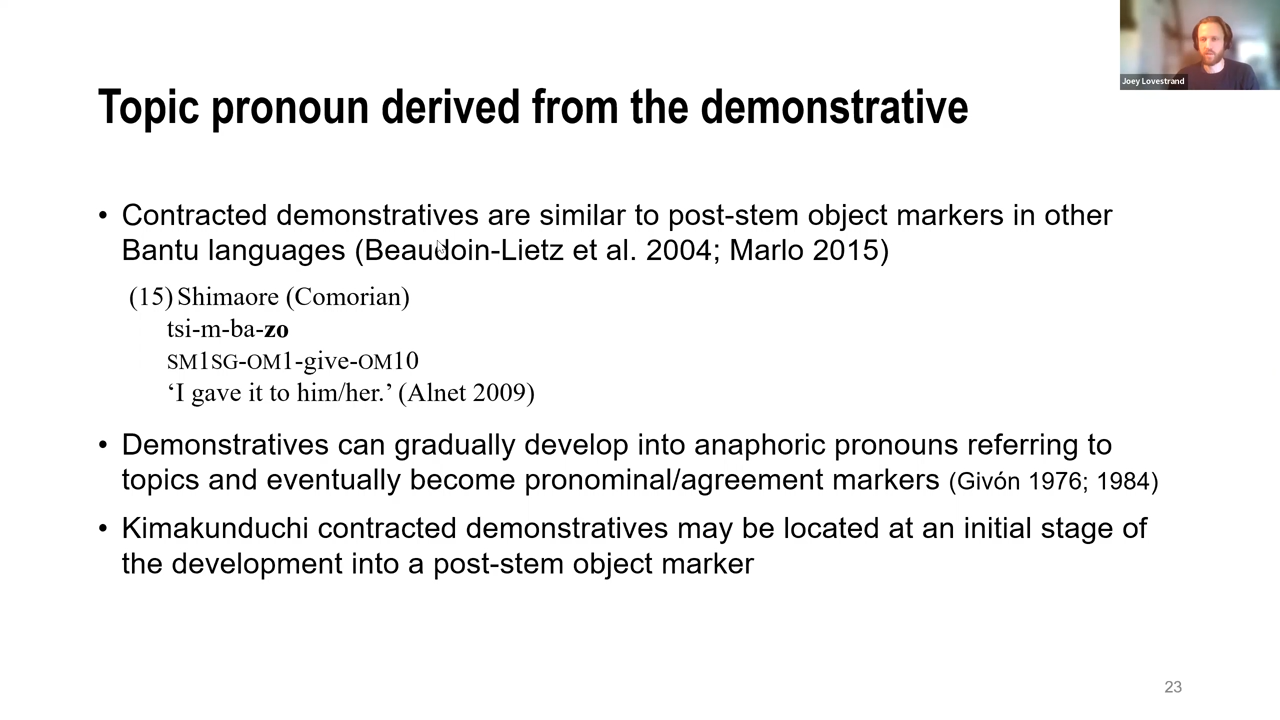 Joey Lovestrand
Topic pronoun derived from the demonstrative
• Contracted demonstratives are similar to post-stem object markers in other
Bantu languages (Beaudoin-Lietz et al. 2004; Marlo 2015)
(15) Shimaore (Comorian)
tsi-m-ba-zo
SM1SG-OM1-give-OM10
‘I gave it to him/her.’ (Alnet 2009)
• Demonstratives can gradually develop into anaphoric pronouns referring to
topics and eventually become pronominal/agreement markers (Givón 1976; 1984)
• Kimakunduchi contracted demonstratives may be located at an initial stage of
the development into a post-stem object marker
23